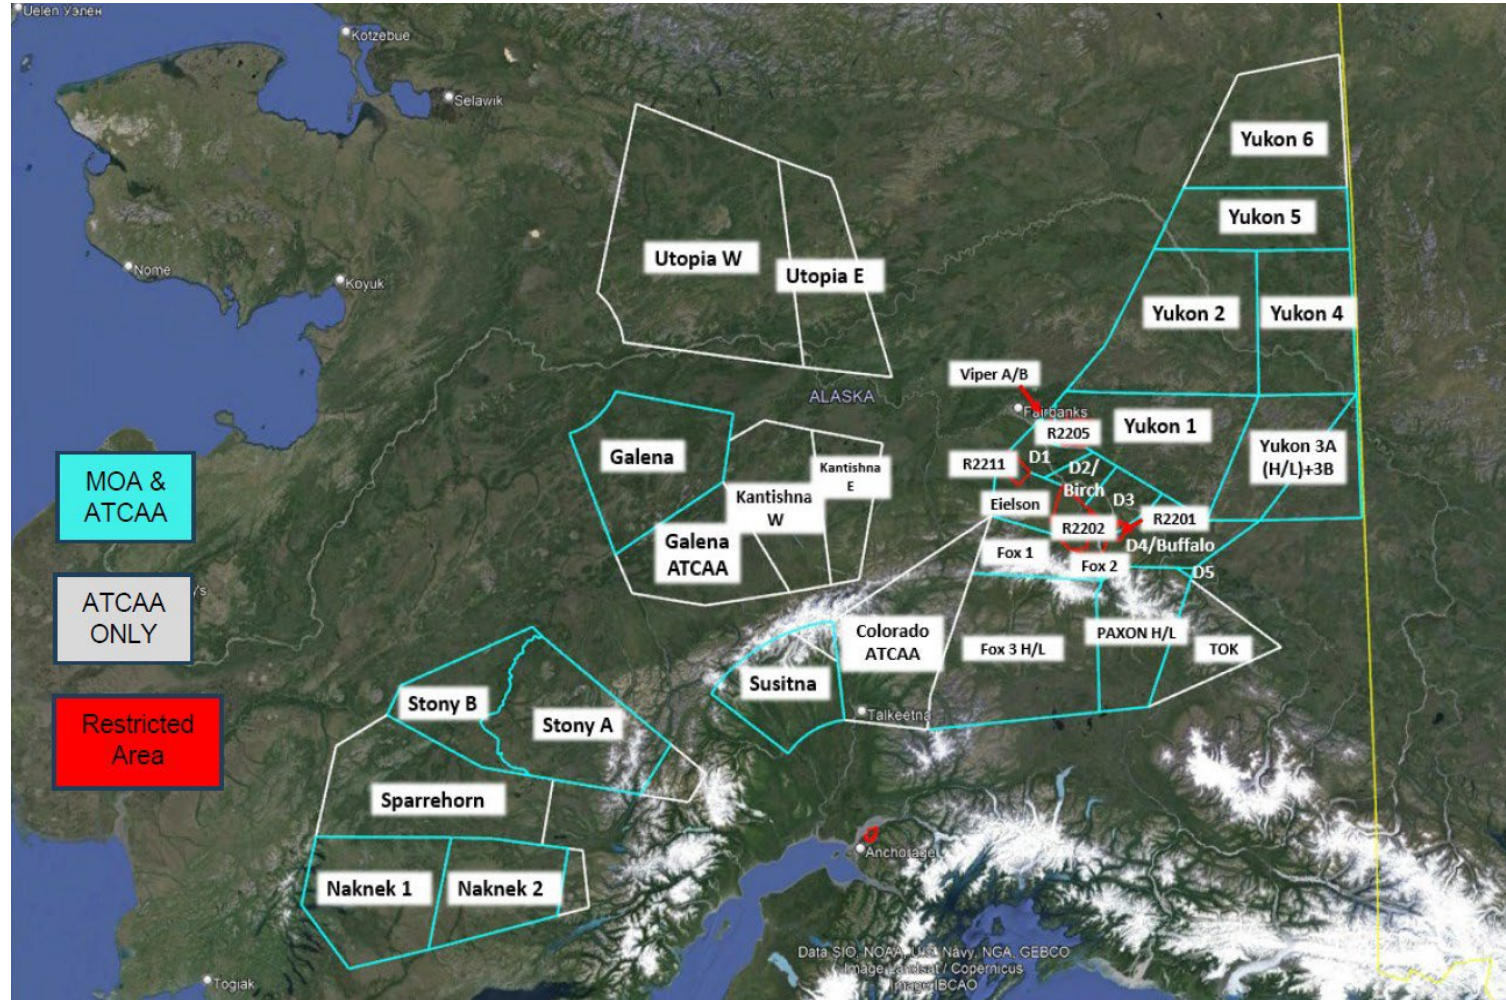 Uelen Уэлен
Kotzebue
Selawik
Yukon 6
Yukon 5
Utopia W
Utopia E
Nome
Koyuk
Yukon 2
Yukon 4
Viper A/B
ALASKA
Fairbanks
R2205
Yukon 1
Galena
D1
R2211
D2/
Birch
Yukon 3A
(H/L)+3B
Kantishna
E
MOA &
ATCAA
Kantishna
W
Eielson
D3
R2201
R2202
D4/Buffalo
Galena
ATCAA
Fox 1
Fox 2
D5
ATCAA
ONLY
's
Colorado
ATCAA
Fox 3 H/L
PAXON H/L
TOK
Susitna
Stony B
Stony A
Talkeetna
Restricted
Area
Sparrehorn
Anchorage
Naknek 1
Naknek 2
Togiak
Data SIO, NOAA, U.S. Navy, NGA, GEBCO
Image Landsat / Copernicus
Image IBCAO